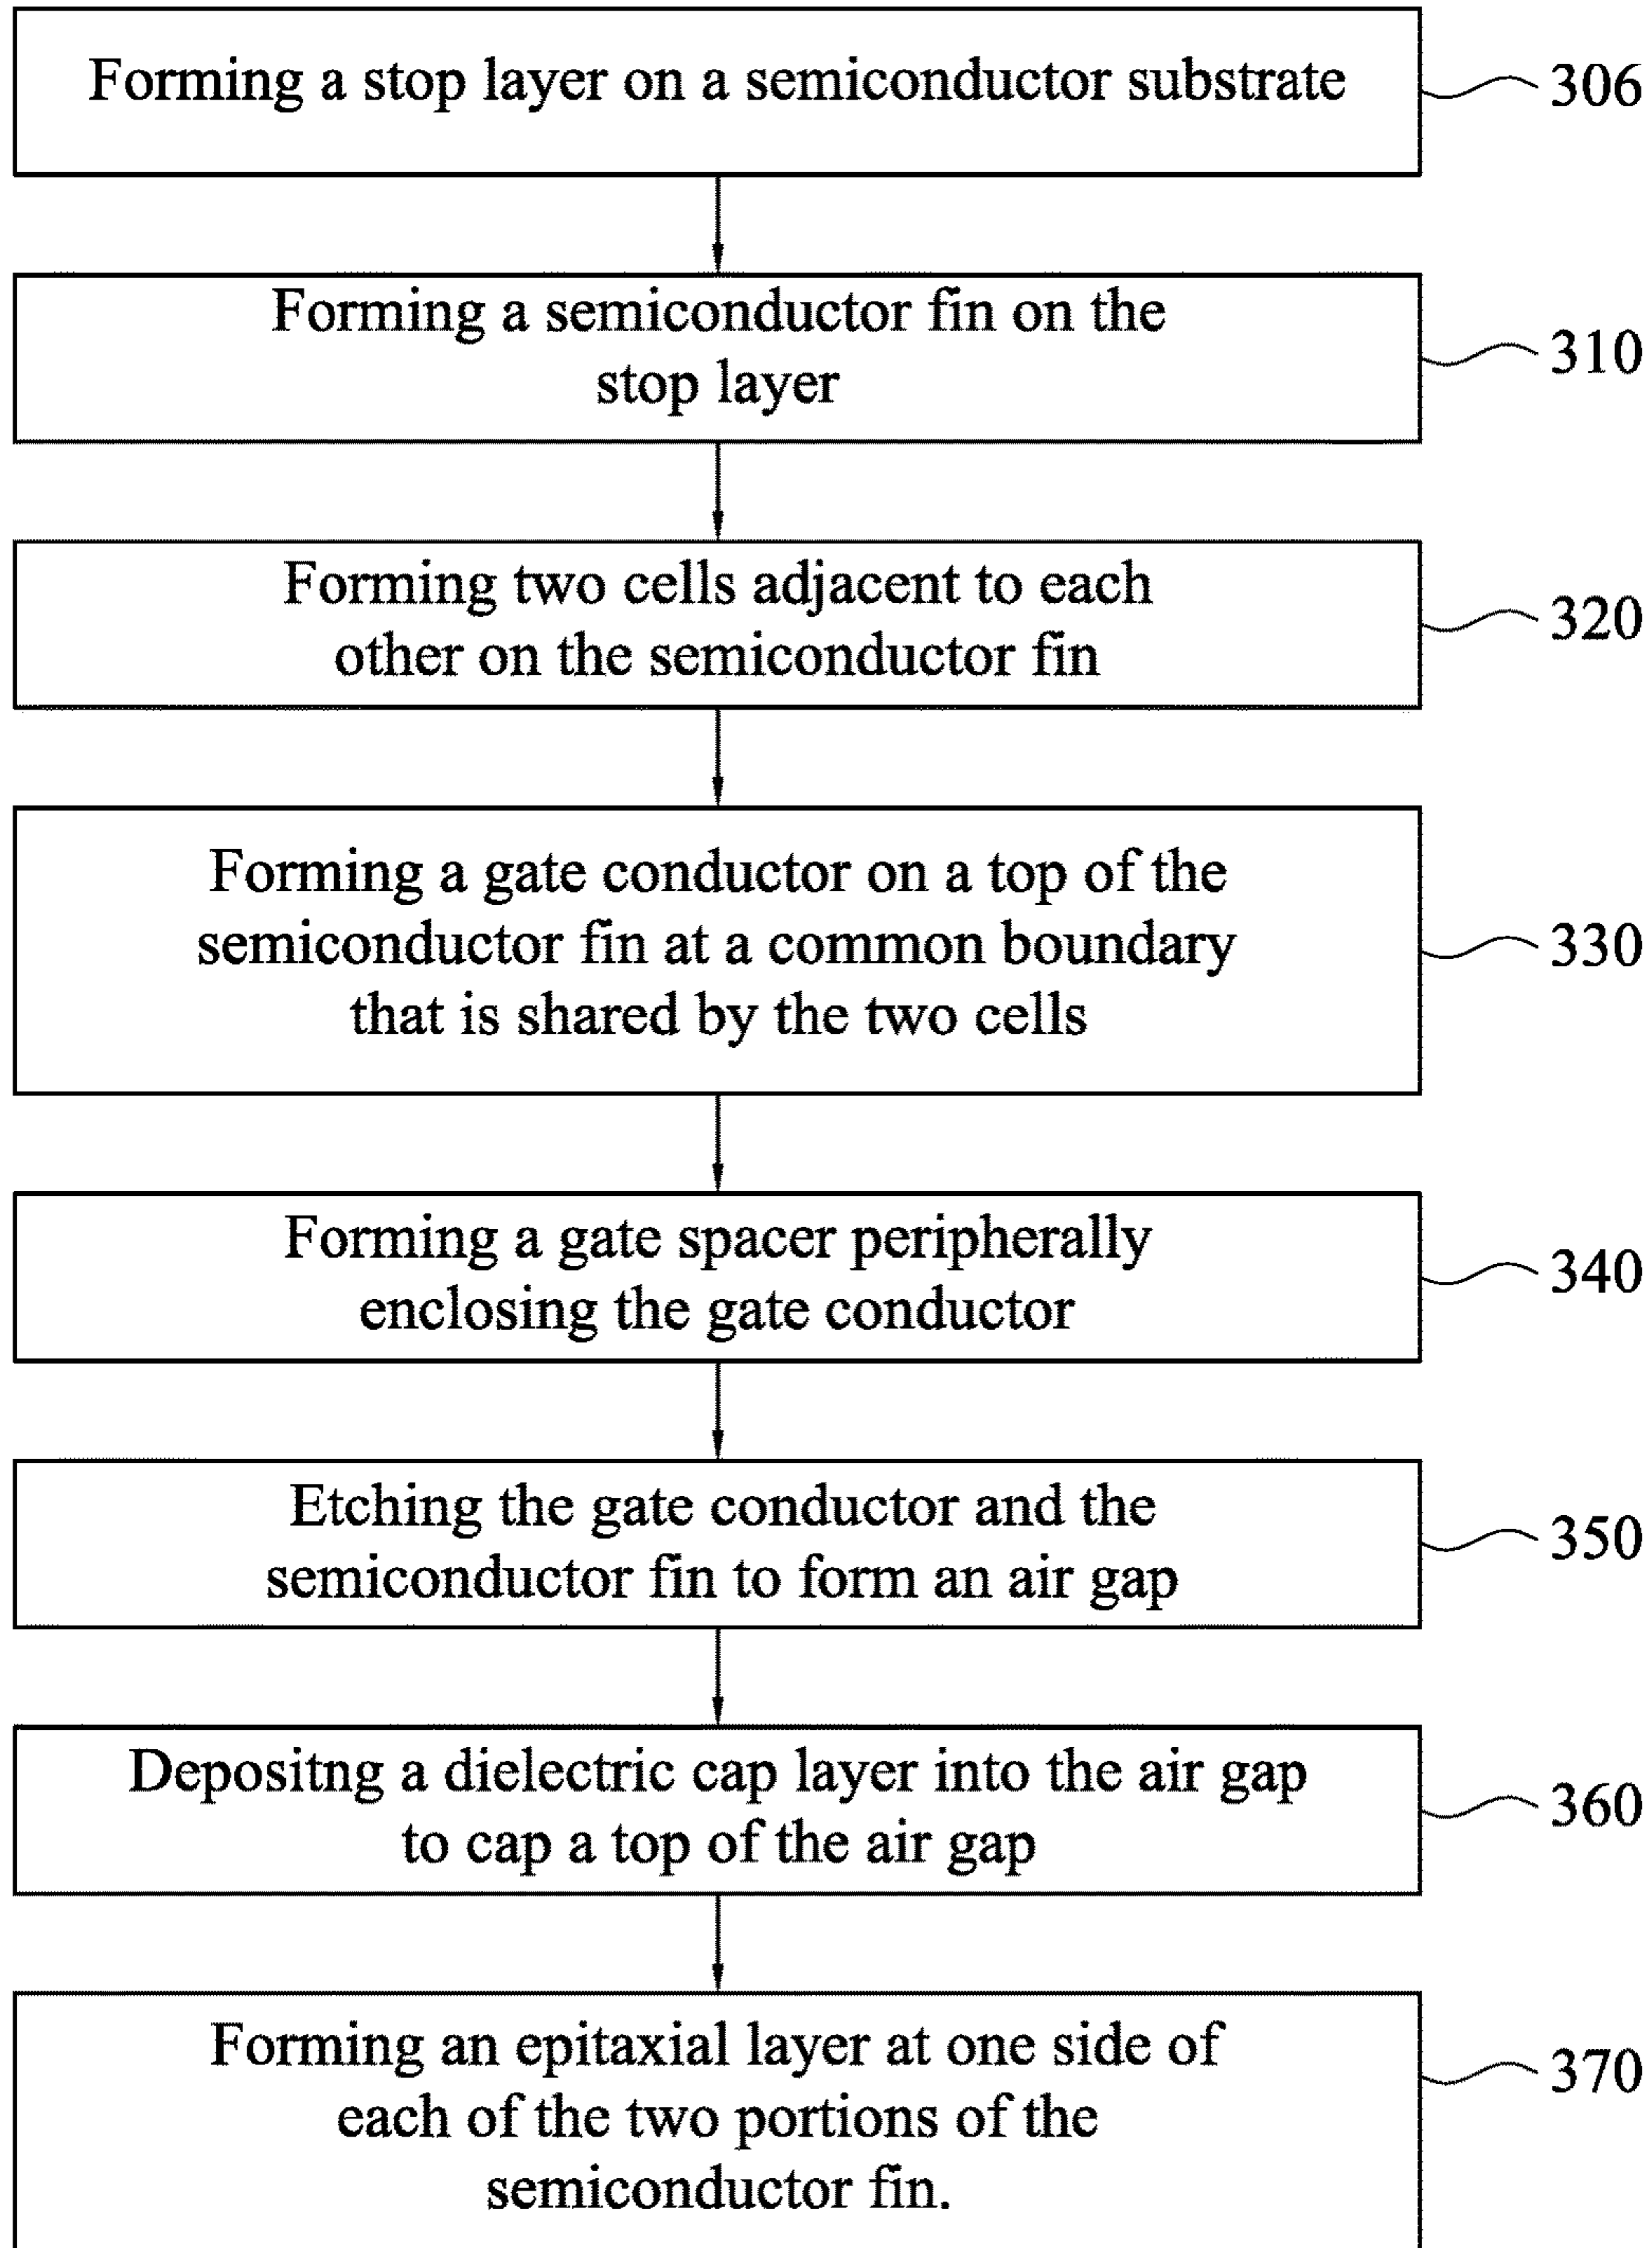 Forming a stop layer on a semiconductor substrate
306
Forming a semiconductor fin on the
stop layer
310
Forming two cells adjacent to each
other on the semiconductor fin
320
Forming a gate conductor on a top of the
semiconductor fin at a common boundary
that is shared by the two cells
330
Forming a gate spacer peripherally
enclosing the gate conductor
340
Etching the gate conductor and the
semiconductor fin to form an air gap
350
Depositng a dielectric cap layer into the air gap
to cap a top of the air gap
360
Forming an epitaxial layer at one side of
each of the two portions of the
semiconductor fin.
370